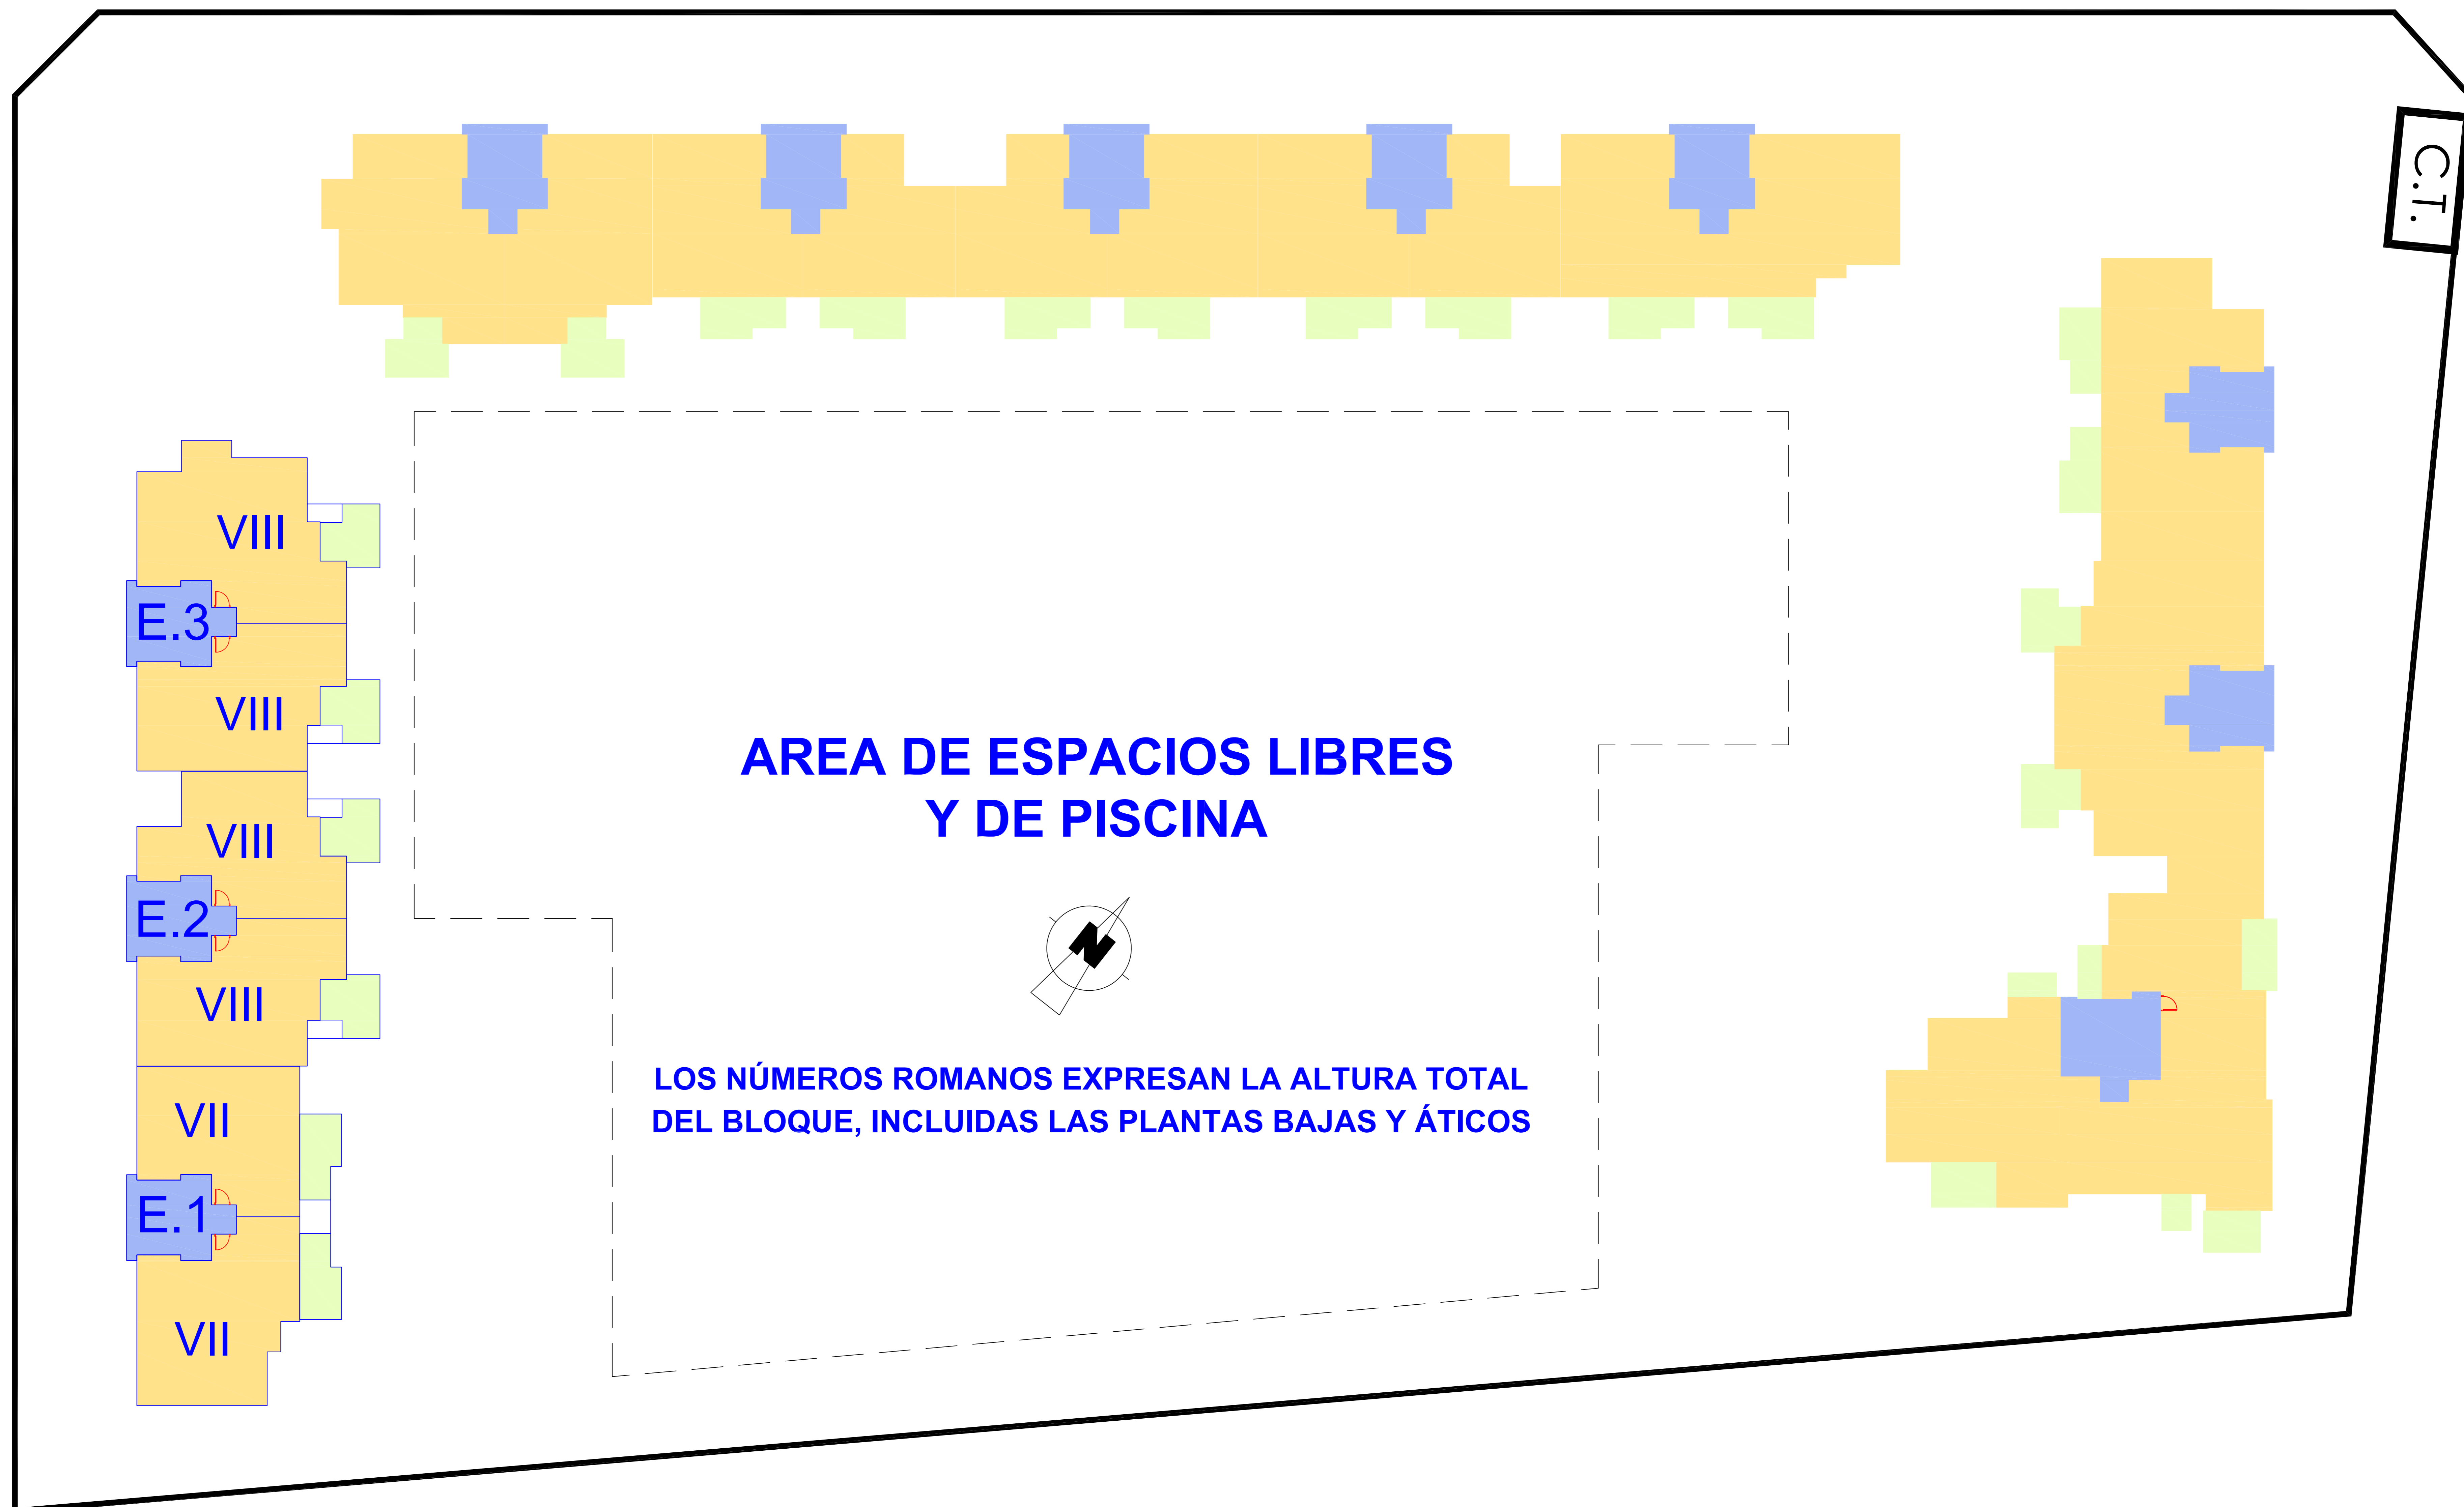 C.T.
VIII
E.3
VIII
AREA DE ESPACIOS LIBRES
Y DE PISCINA
VIII
E.2
N
VIII
LOS NÚMEROS ROMANOS EXPRESAN LA ALTURA TOTAL
DEL BLOQUE, INCLUIDAS LAS PLANTAS BAJAS Y ÁTICOS
VII
E.1
VII